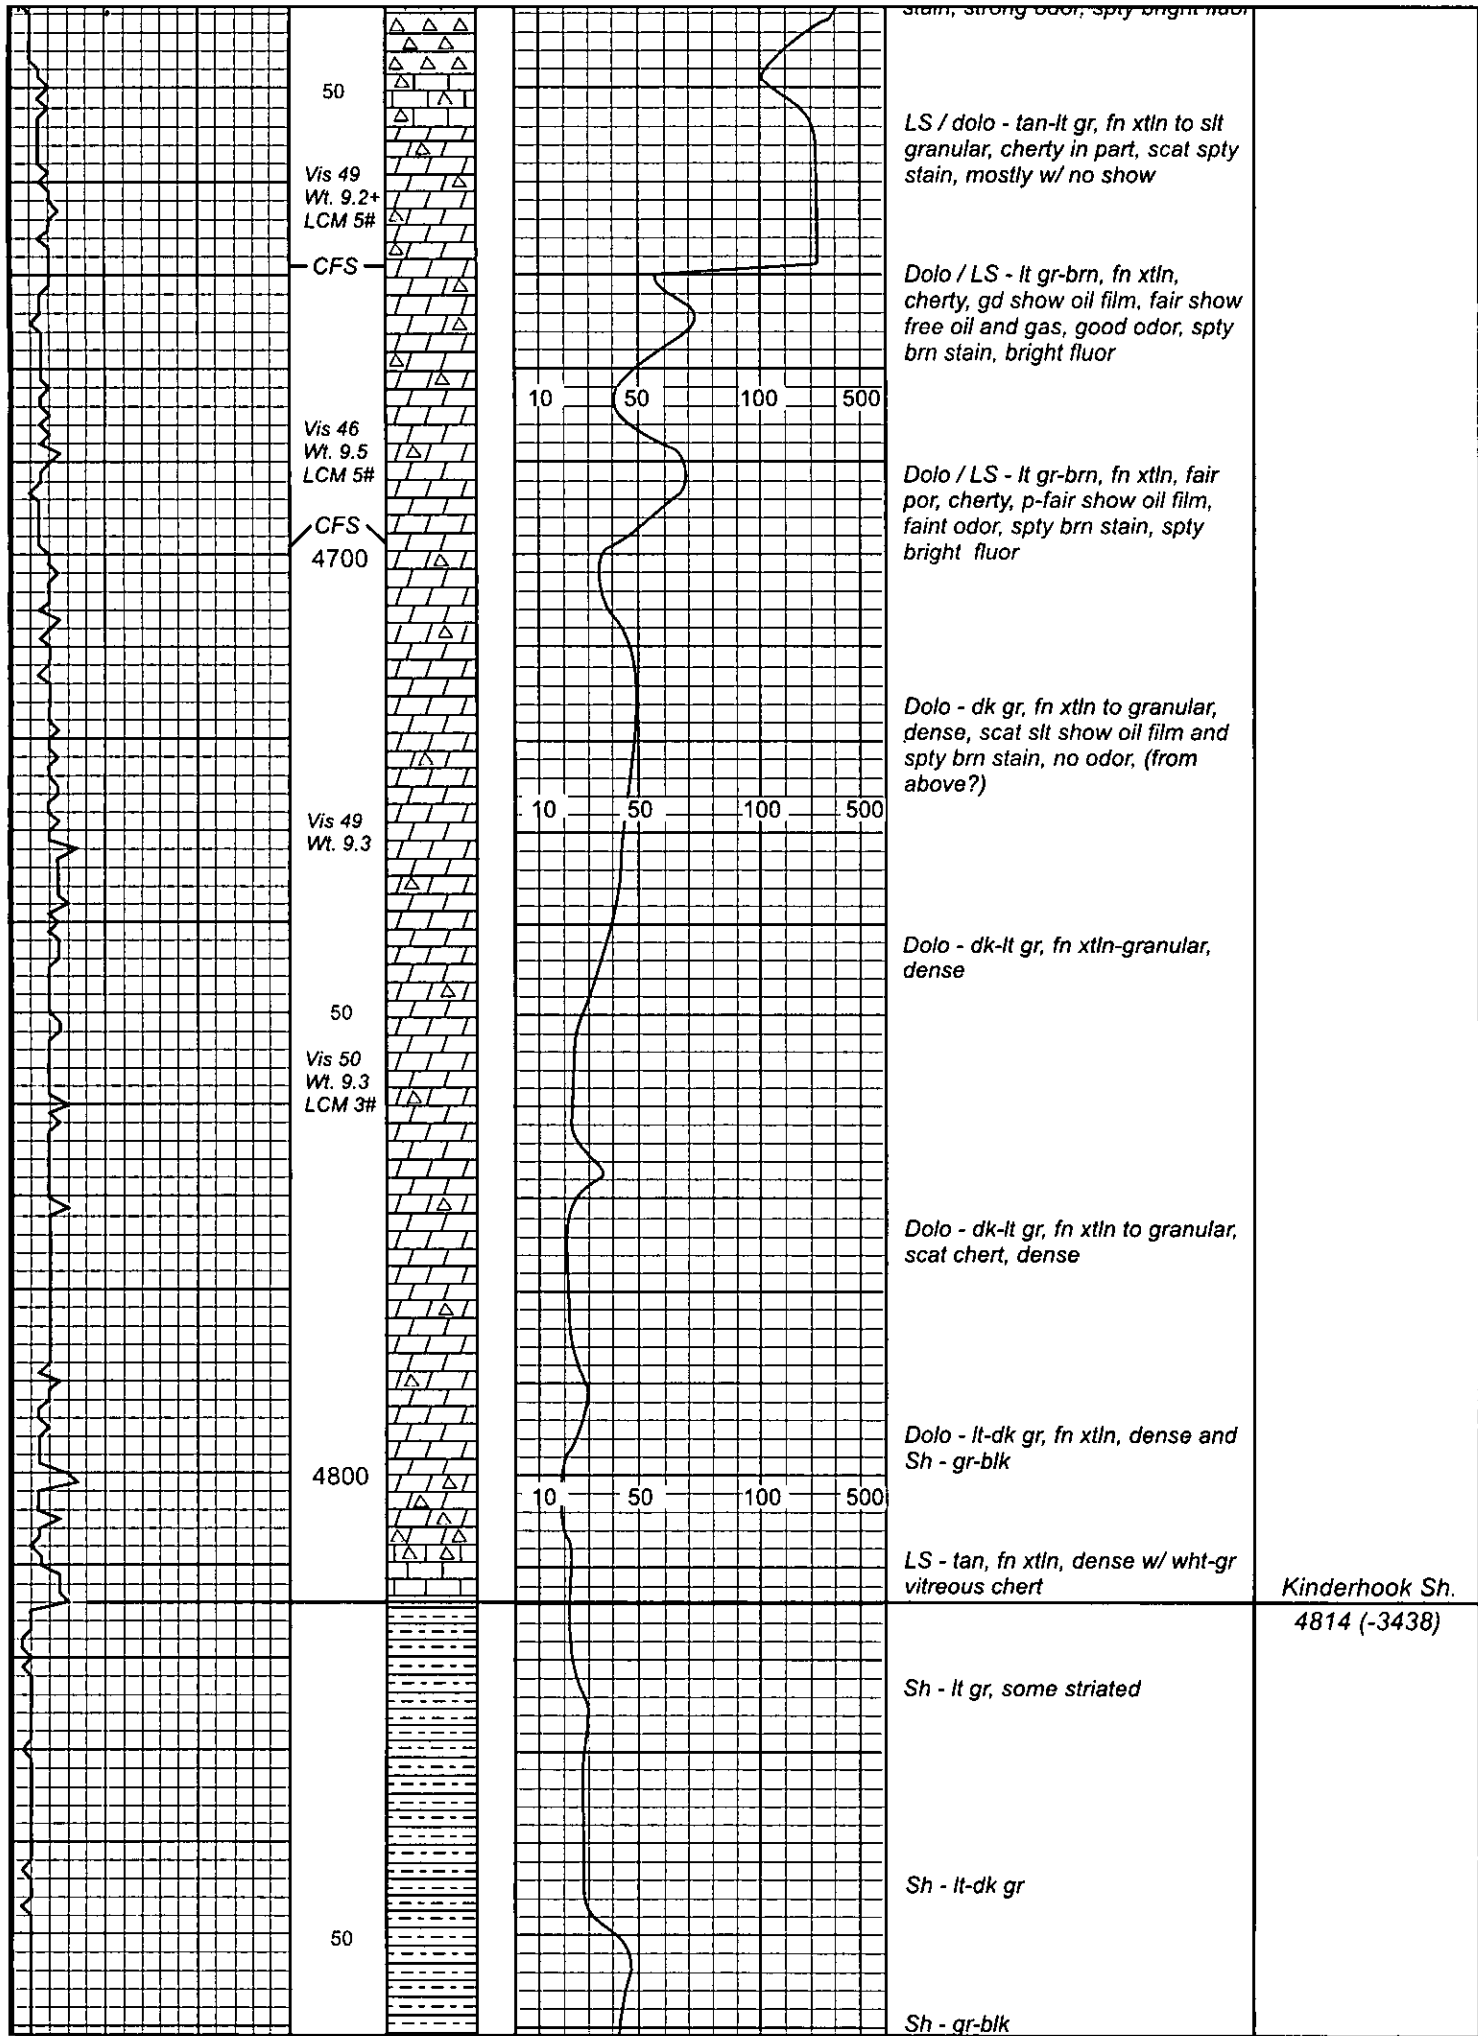 stain, strong odor, spty bright fluor
50
LS / dolo - tan-lt gr, fn xtln to slt
granular, cherty in part, scat spty
stain, mostly w/ no show
Vis 49
Wt. 9.2+
LCM 5#
CFS
Dolo / LS - lt gr-brn, fn xtln,
cherty, gd show oil film, fair show
free oil and gas, good odor, spty
brn stain, bright fluor
10 50 100 500
Vis 46
Wt. 9.5
LCM 5#
Dolo / LS - lt gr-brn, fn xtln, fair
por, cherty, p-fair show oil film,
faint odor, spty brn stain, spty
bright fluor
CFS
4700
Dolo - dk gr, fn xtln to granular,
dense, scat slt show oil film and
spty brn stain, no odor, (from
above?)
10 50 100 500
Vis 49
Wt. 9.3
Dolo - dk-lt gr, fn xtln-granular,
dense
50
Vis 50
Wt. 9.3
LCM 3#
Dolo - dk-lt gr, fn xtln to granular,
scat chert, dense
Dolo - lt-dk gr, fn xtln, dense and
Sh - gr-blk
4800
10 50 100 500
LS - tan, fn xtln, dense w/ wht-gr
vitreous chert
Kinderhook Sh.
4814 (-3438)
Sh - lt gr, some striated
Sh - lt-dk gr
50
Sh - gr-blk